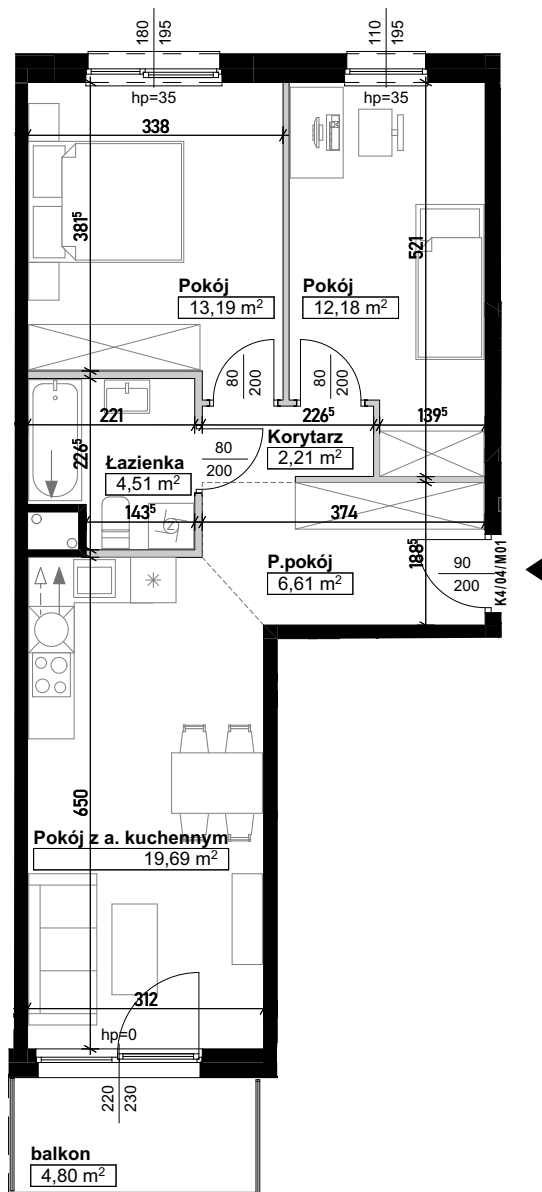 180
195
110
195
hp=35
hp=35
338
381⁵
521
Pokój
13,19 m²
Pokój
12,18 m²
80
200
80
200
221
226⁵
139⁵
226⁵
Korytarz
2,21 m²
80
200
Łazienka
4,51 m²
143⁵
374
188⁵
P.pokój
6,61 m²
90
200
K4/04/M01
650
Pokój z a. kuchennym
19,69 m²
312
hp=0
220
230
balkon
4,80 m²